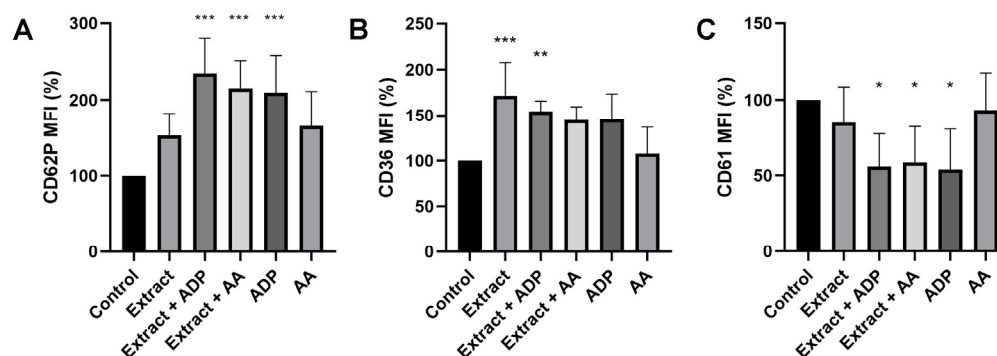 A
CD62P MFI (%)
300
200
100
0
***
***
***
Control
Extract
Extract + ADP
Extract + AA
ADP
AA
B
CD36 MFI (%)
250
200
150
100
50
0
***
**
Control
Extract
Extract + ADP
Extract + AA
ADP
AA
C
CD61 MFI (%)
150
100
50
0
*
*
*
Control
Extract
Extract + ADP
Extract + AA
ADP
AA